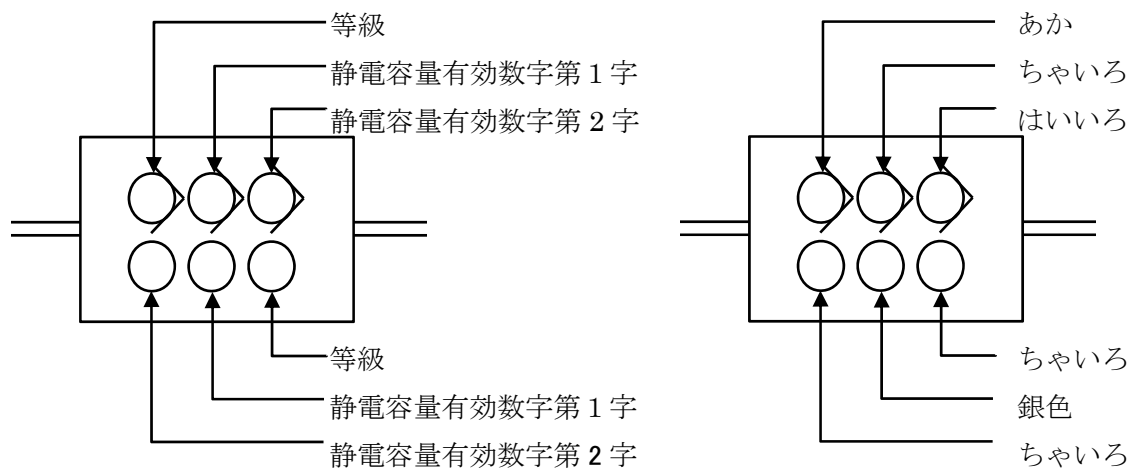 等級
静電容量有効数字第１字
静電容量有効数字第２字
等級
静電容量有効数字第１字
静電容量有効数字第２字
あか
ちゃいろ
はいいろ
ちゃいろ
銀色
ちゃいろ